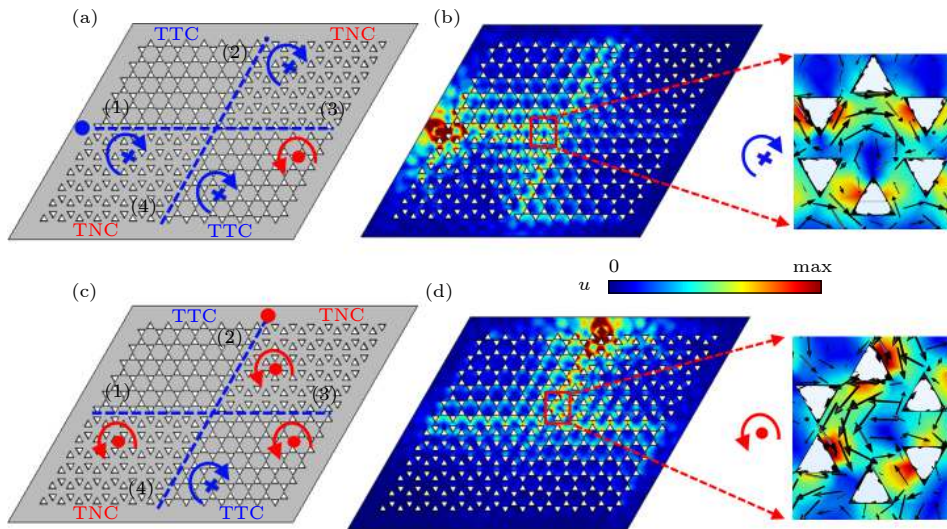 (a)
(b)
TTC
TNC
(2)
(1)
(3)
(4)
TNC
TTC
0
max
u
(c)
(d)
TTC
TNC
(2)
(1)
(3)
(4)
TNC
TTC